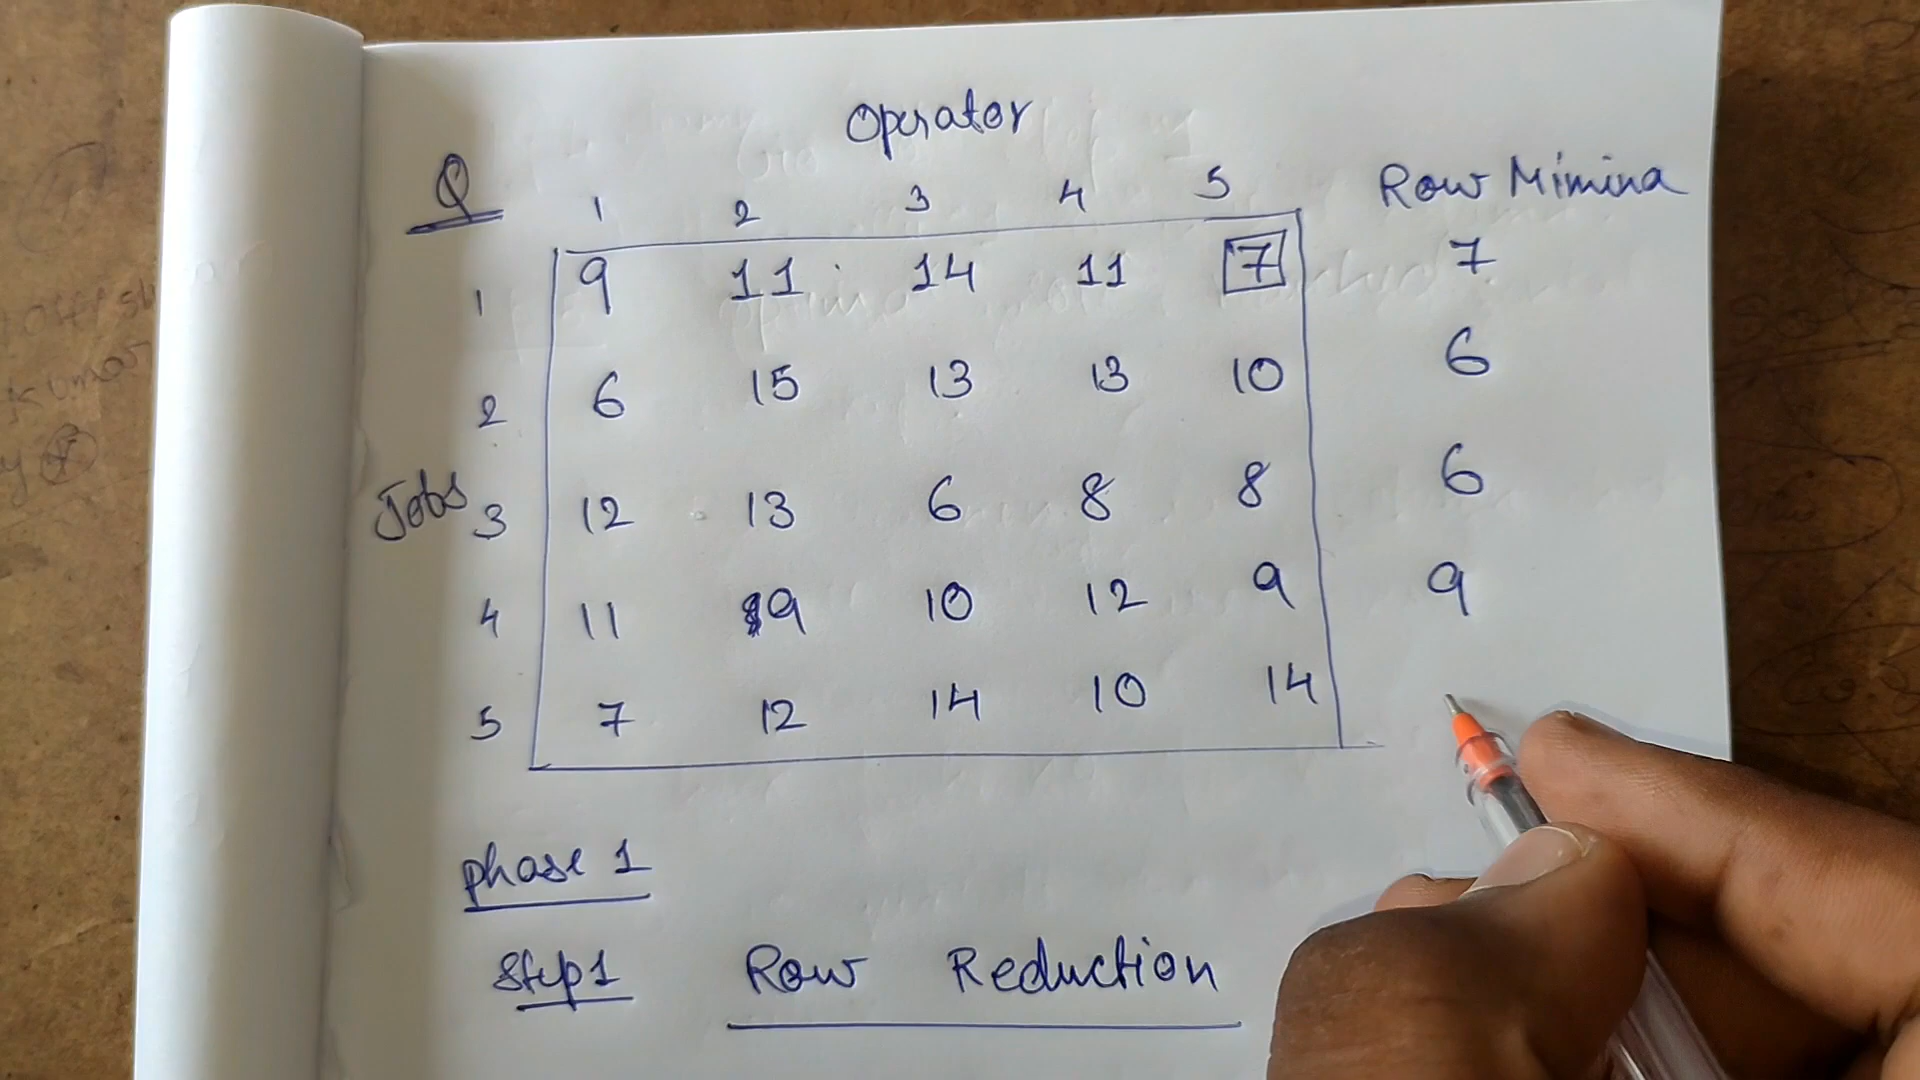 Operator
Q 1 2 3 4 5 Row Mimina
1 9 11 14 11 7 7
2 6 15 13 13 10 6
Jobs 3 12 13 6 8 8 6
4 11 9 10 12 9 9
5 7 12 14 10 14
phase 1
Step 1 Row Reduction